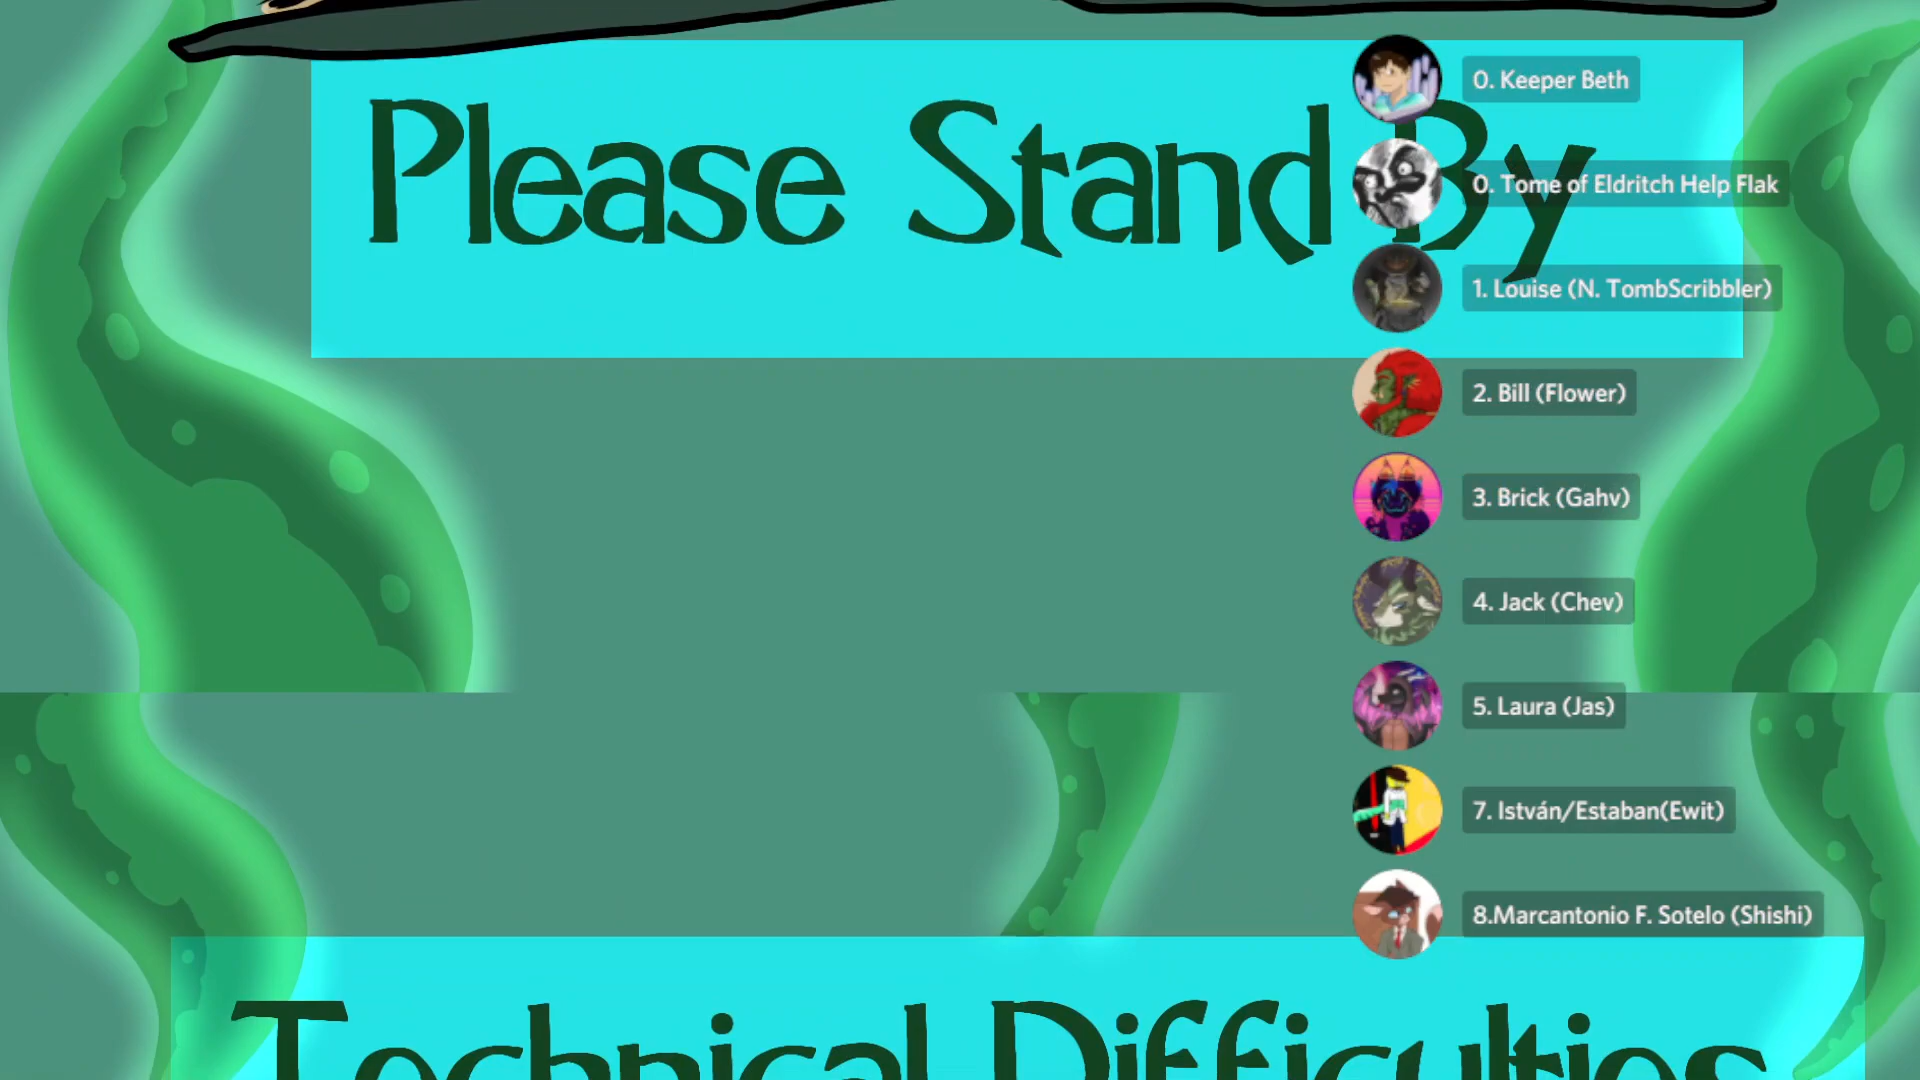 Please Stand By
0. Keeper Beth
0. Tome of Eldritch Help Flak
1. Louise (N. TombScribbler)
2. Bill (Flower)
3. Brick (Gahv)
4. Jack (Chev)
5. Laura (Jas)
7. István/Estaban(Ewit)
8.Marcantonio F. Sotelo (Shishi)
Technical Difficulties